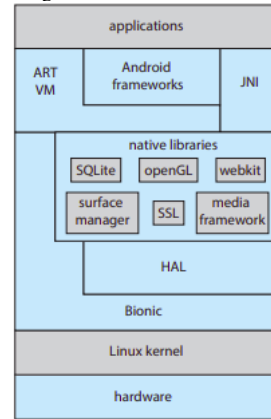 applications
ART
VM
Android
frameworks
JNI
native libraries
SQLite openGL webkit
surface
manager
SSL
media
framework
HAL
Bionic
Linux kernel
hardware